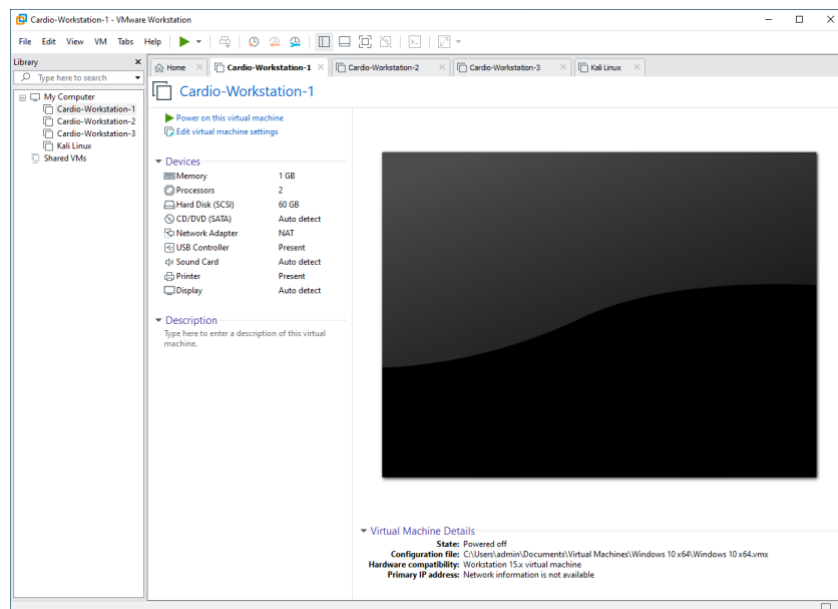 Cardio-Workstation-1 - VMware Workstation
File Edit View VM Tabs Help
Library
Type here to search
My Computer
Cardio-Workstation-1
Cardio-Workstation-2
Cardio-Workstation-3
Kali Linux
Shared VMs
Home Cardio-Workstation-1 Cardio-Workstation-2 Cardio-Workstation-3 Kali Linux
Cardio-Workstation-1
Power on this virtual machine
Edit virtual machine settings
Devices
Memory 1 GB
Processors 2
Hard Disk (SCSI) 60 GB
CD/DVD (SATA) Auto detect
Network Adapter NAT
USB Controller Present
Sound Card Auto detect
Printer Present
Display Auto detect
Description
Type here to enter a description of this virtual
machine.
Virtual Machine Details
State: Powered off
Configuration file: C:\Users\admin\Documents\Virtual Machines\Windows 10 x64\Windows 10 x64.vmx
Hardware compatibility: Workstation 15.x virtual machine
Primary IP address: Network information is not available